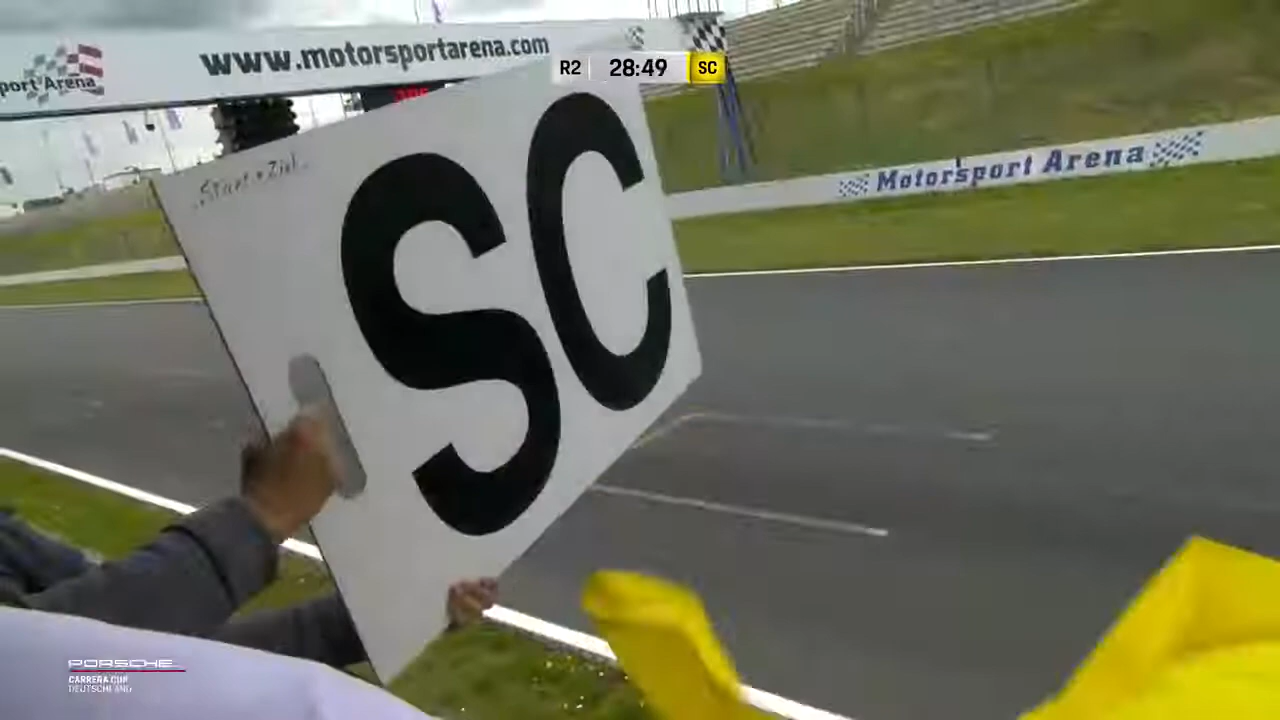 www.motorsportarena.com
port Arena
R2 28:49 SC
Motorsport Arena
Start + Ziel
SC
PORSCHE
CARRERA CUP
DEUTSCHLAND